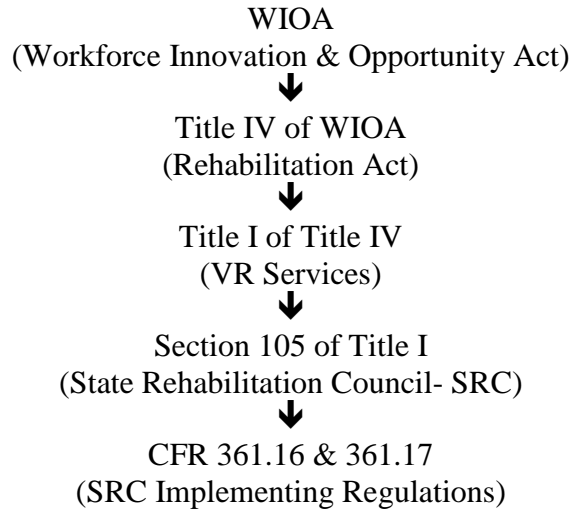 WIOA
(Workforce Innovation & Opportunity Act)
Title IV of WIOA
(Rehabilitation Act)
Title I of Title IV
(VR Services)
Section 105 of Title I
(State Rehabilitation Council- SRC)
CFR 361.16 & 361.17
(SRC Implementing Regulations)